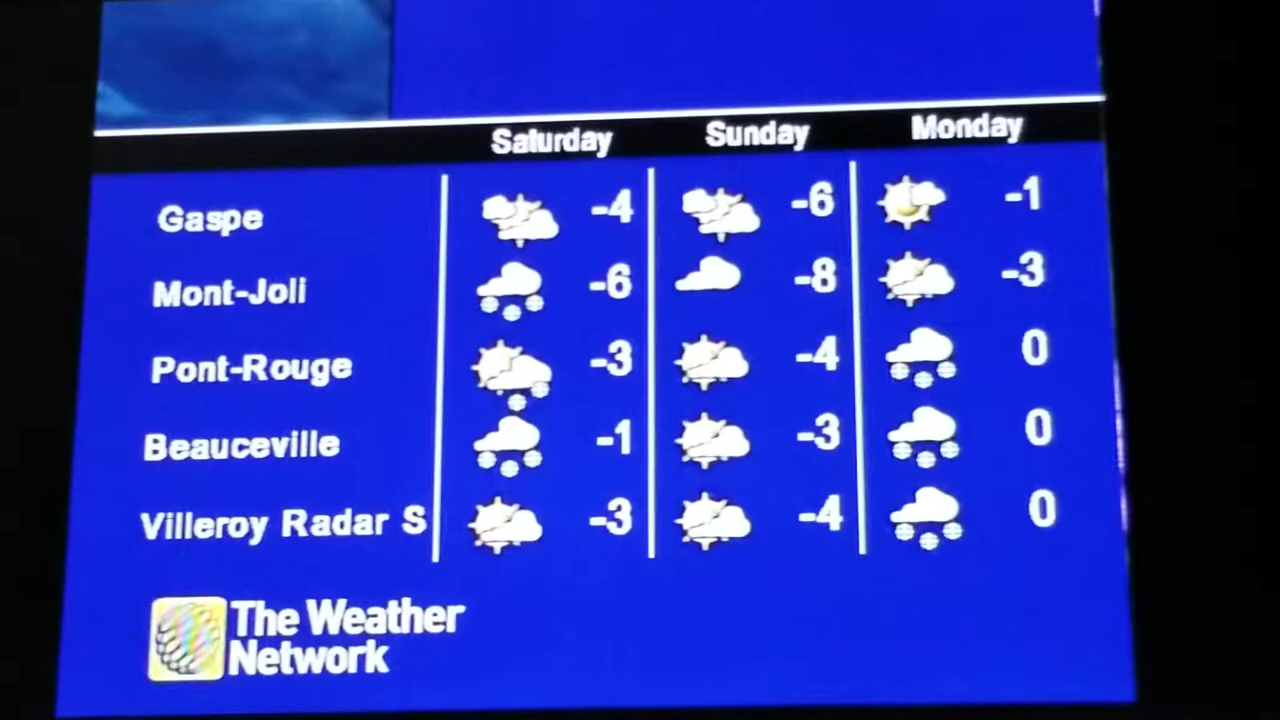 Saturday Sunday Monday
Gaspe -4 -6 -1
Mont-Joli -6 -8 -3
Pont-Rouge -3 -4 0
Beauceville -1 -3 0
Villeroy Radar S -3 -4 0
The Weather
Network